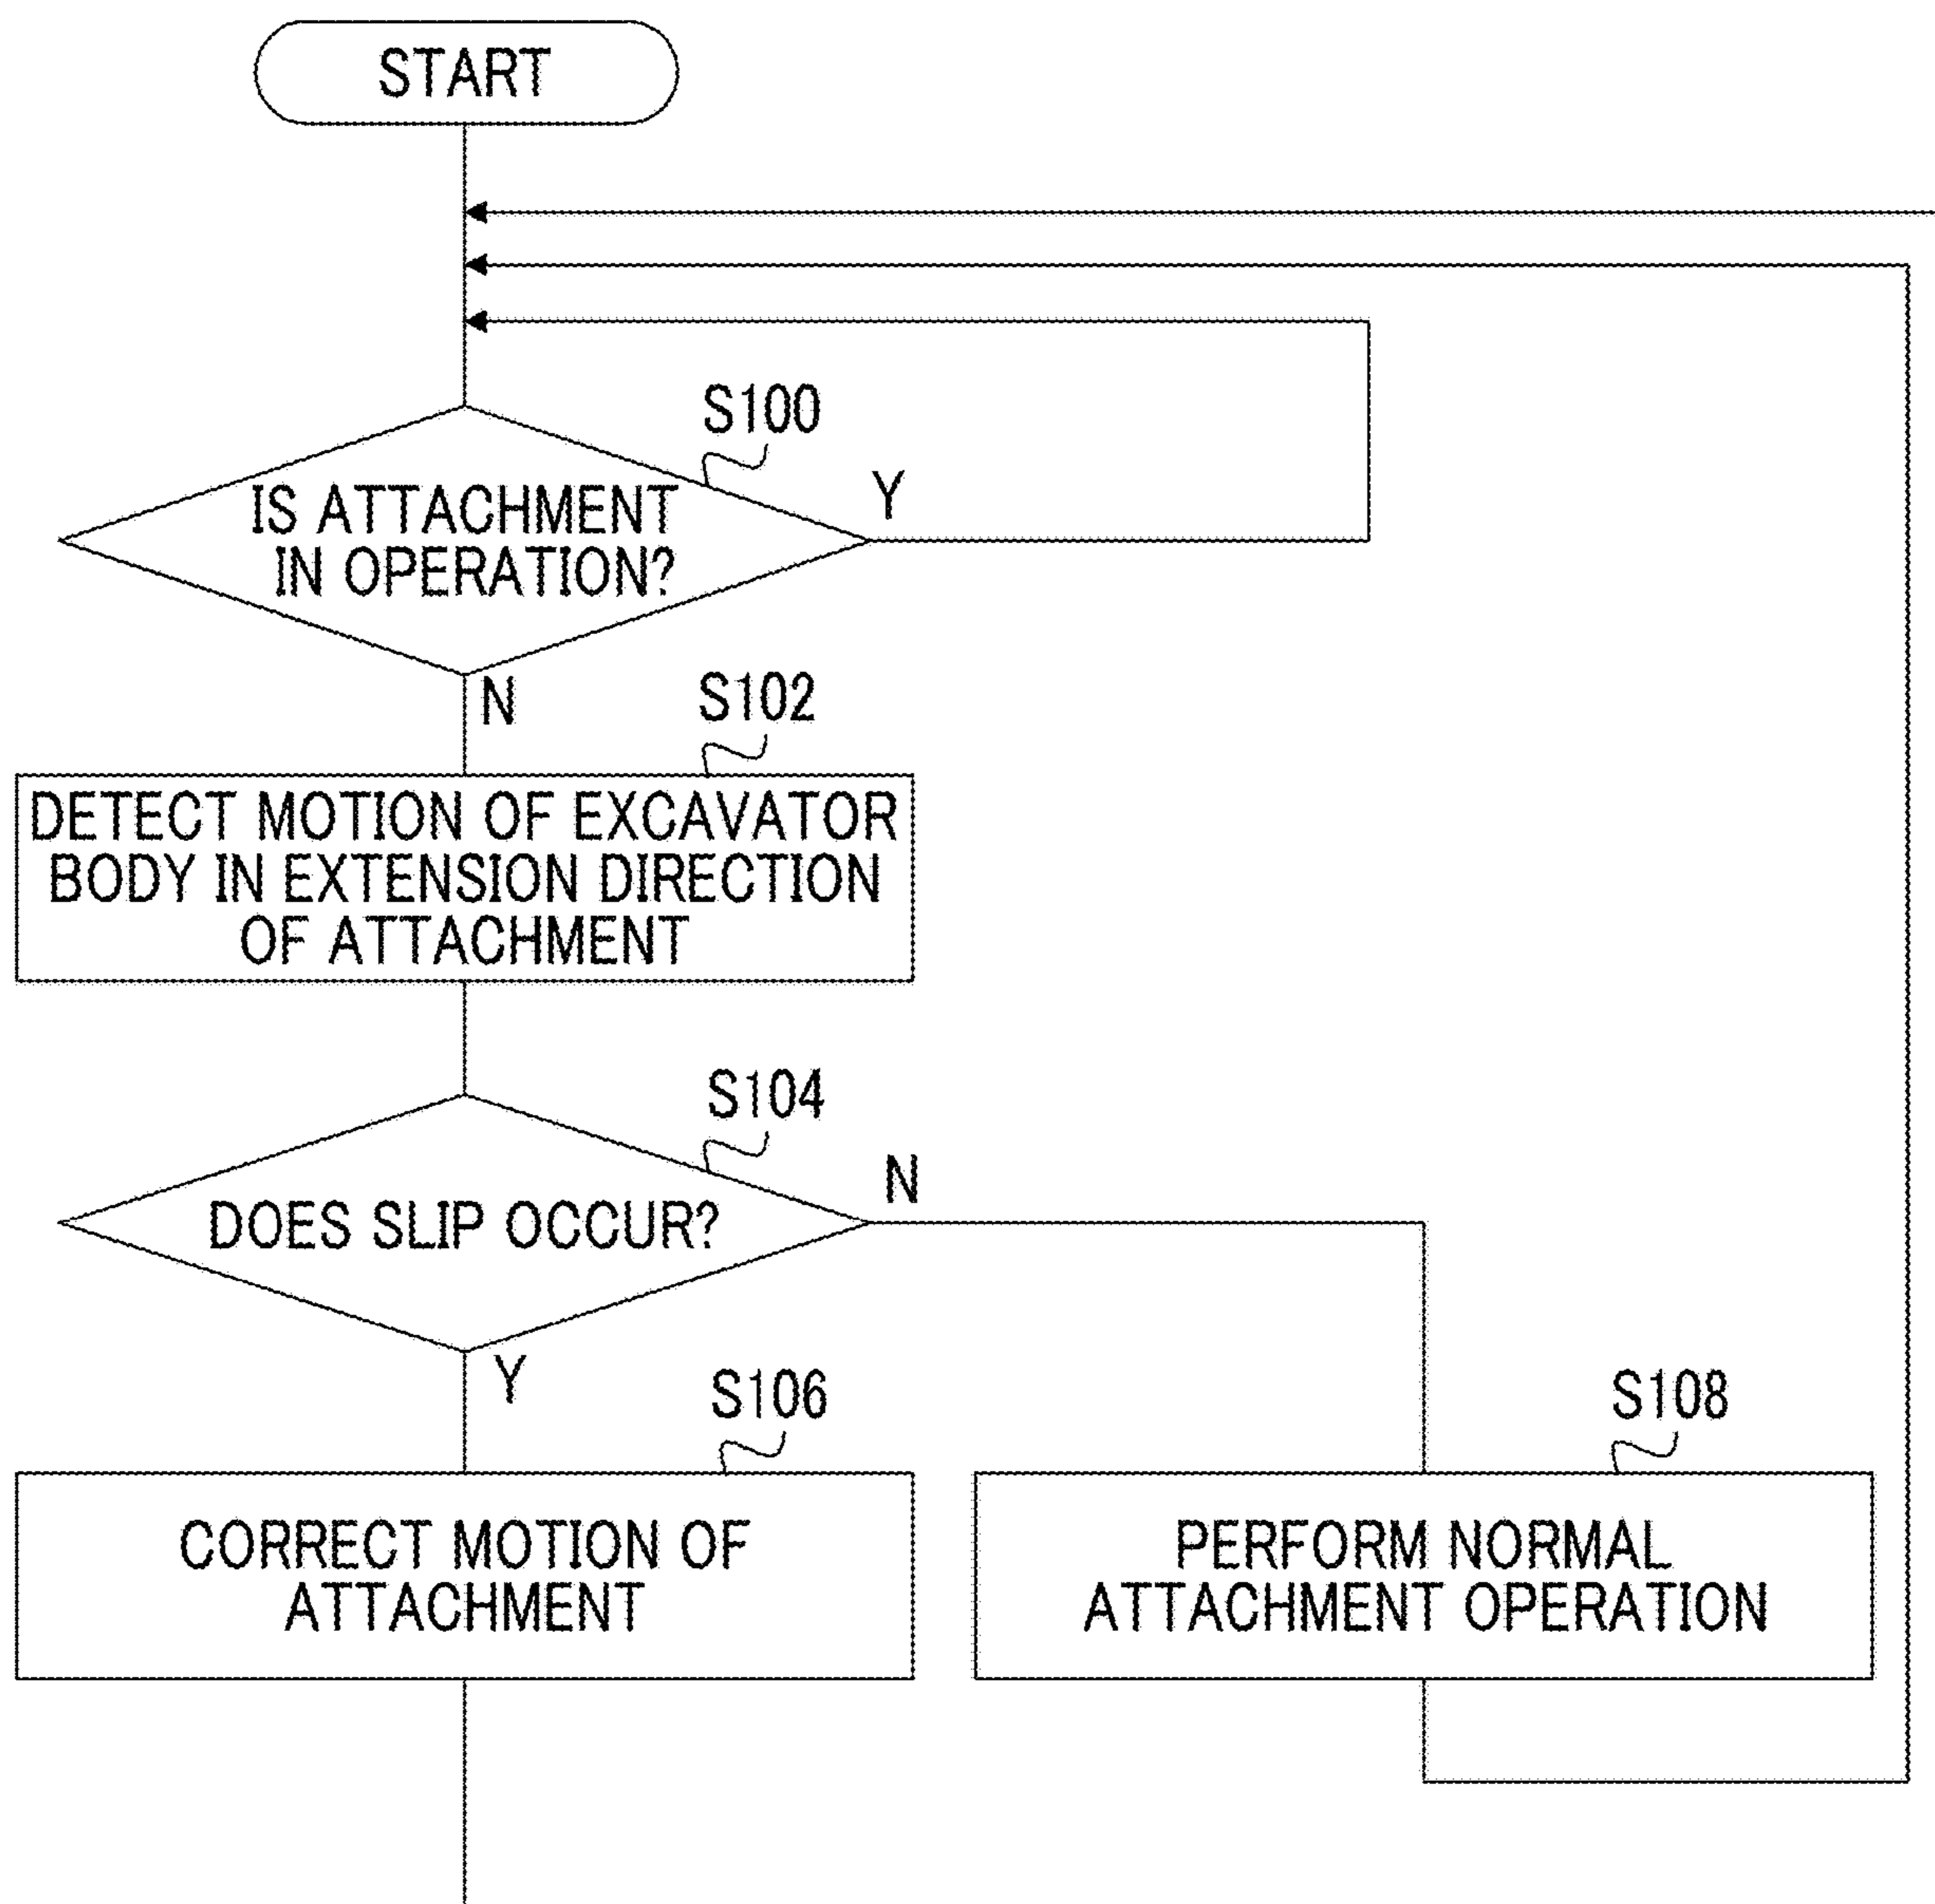 START
S100
IS ATTACHMENT
IN OPERATION?
Y
N
S102
DETECT MOTION OF EXCAVATOR
BODY IN EXTENSION DIRECTION
OF ATTACHMENT
S104
DOES SLIP OCCUR?
N
Y
S106
CORRECT MOTION OF
ATTACHMENT
S108
PERFORM NORMAL
ATTACHMENT OPERATION